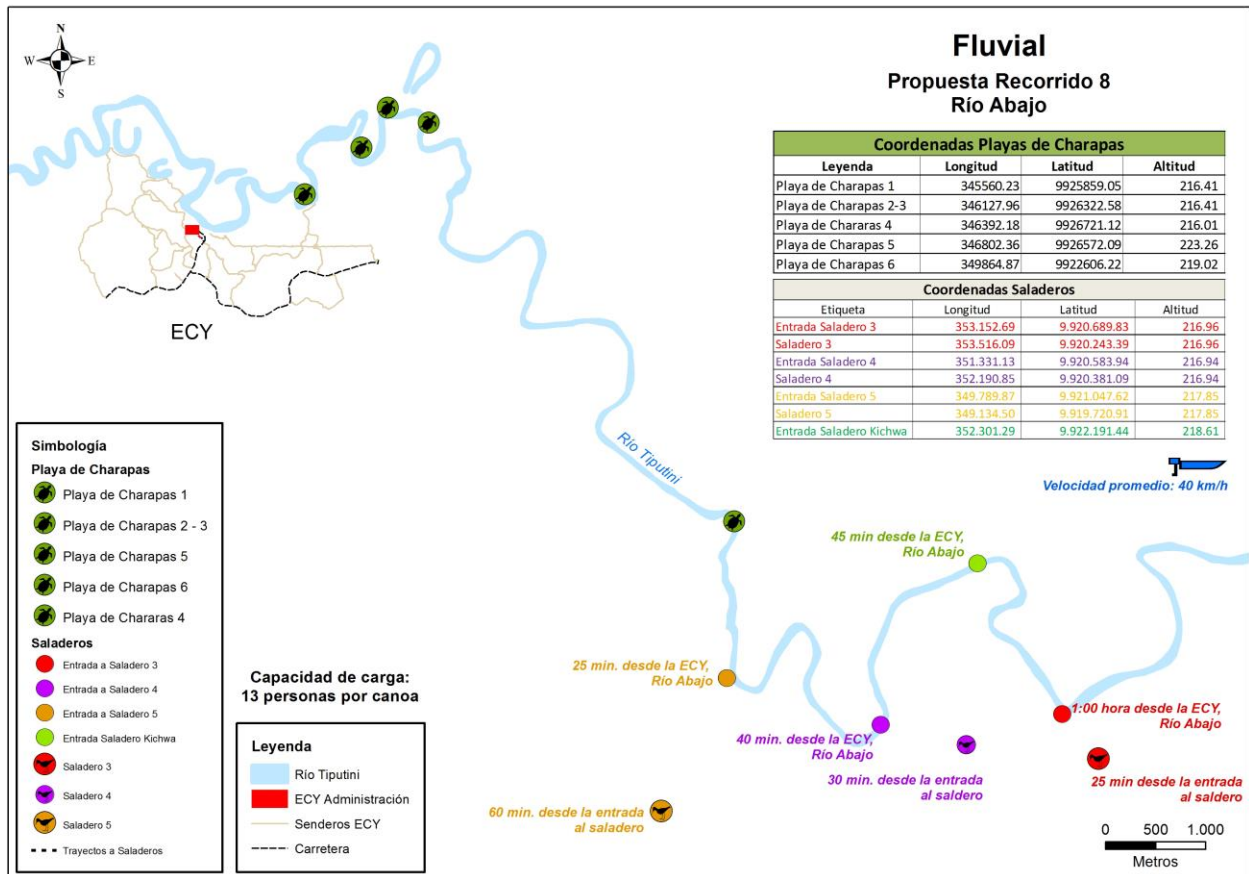 N
W E
S
Fluvial
Propuesta Recorrido 8
Río Abajo
Coordenadas Playas de Charapas
Leyenda Longitud Latitud Altitud
Playa de Charapas 1 345560.23 9925859.05 216.41
Playa de Charapas 2-3 346127.96 9926322.58 216.41
Playa de Chararas 4 346392.18 9926721.12 216.01
Playa de Charapas 5 346802.36 9926572.09 223.26
Playa de Charapas 6 349864.87 9922606.22 219.02
Coordenadas Saladeros
Etiqueta Longitud Latitud Altitud
Entrada Saladero 3 353.152.69 9.920.689.83 216.96
Saladero 3 353.516.09 9.920.243.39 216.96
Entrada Saladero 4 351.331.13 9.920.583.94 216.94
Saladero 4 352.190.85 9.920.381.09 216.94
Entrada Saladero 5 349.789.87 9.921.047.62 217.85
Saladero 5 349.134.50 9.919.720.91 217.85
Entrada Saladero Kichwa 352.301.29 9.922.191.44 218.61
Velocidad promedio: 40 km/h
ECY
Río Tiputini
45 min desde la ECY,
Río Abajo
25 min. desde la ECY,
Río Abajo
40 min. desde la ECY,
Río Abajo
30 min. desde la entrada
al saldero
1:00 hora desde la ECY,
Río Abajo
25 min desde la entrada
al saldero
60 min. desde la entrada
al saladero
Simbología
Playa de Charapas
Playa de Charapas 1
Playa de Charapas 2 - 3
Playa de Charapas 5
Playa de Charapas 6
Playa de Chararas 4
Saladeros
Entrada a Saladero 3
Entrada a Saladero 4
Entrada a Saladero 5
Entrada Saladero Kichwa
Saladero 3
Saladero 4
Saladero 5
Trayectos a Saladeros
Capacidad de carga:
13 personas por canoa
Leyenda
Río Tiputini
ECY Administración
Senderos ECY
Carretera
0 500 1.000
Metros